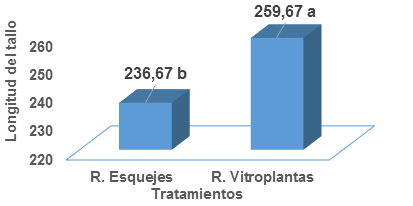 259,67 a
236,67 b
Longitud del tallo
260
250
240
230
220
R. Esquejes R. Vitroplantas
Tratamientos